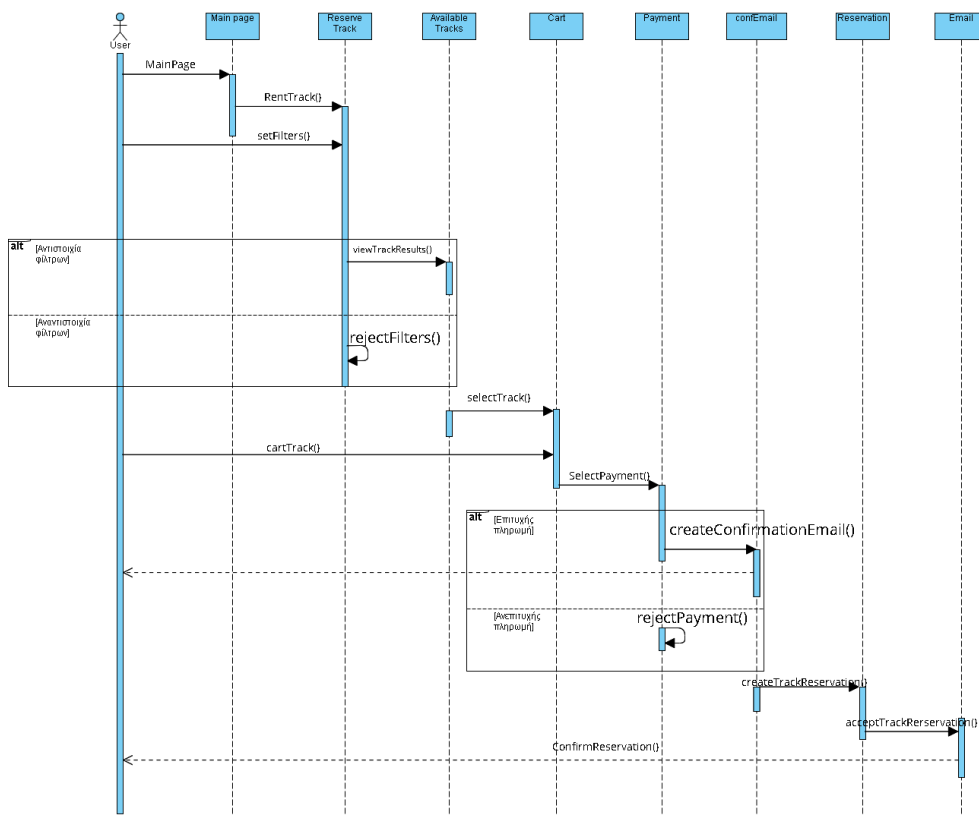 Main page
Reserve
Track
Available
Tracks
Cart
Payment
confEmail
Reservation
Email
User
MainPage
RentTrack()
setFilters()
alt
[Αντιστοιχία
φίλτρων]
viewTrackResults()
[Αναντιστοιχία
φίλτρων]
rejectFilters()
selectTrack()
cartTrack()
SelectPayment()
alt
[Επιτυχής
πληρωμή]
createConfirmationEmail()
[Ανεπιτυχής
πληρωμή]
rejectPayment()
createTrackReservation()
acceptTrackRerservation()
ConfirmReservation()